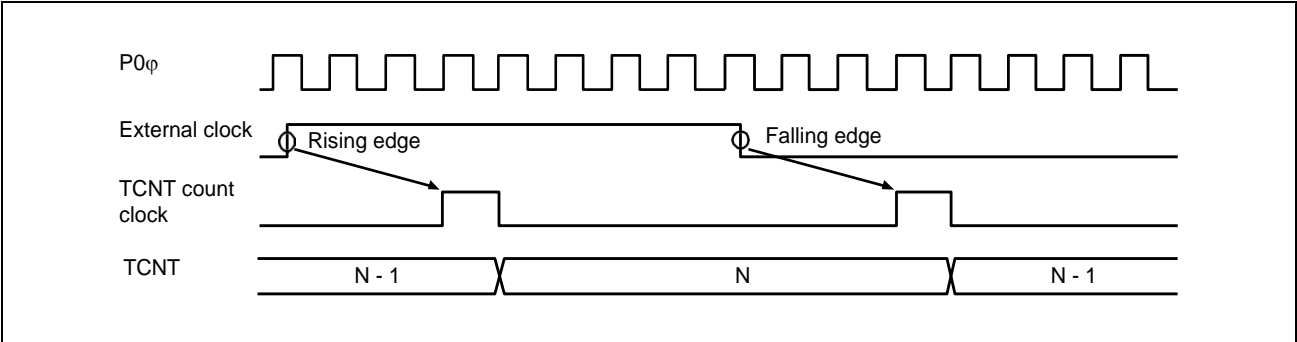 P0φ
External clock
Rising edge
Falling edge
TCNT count
clock
TCNT
N - 1
N
N - 1